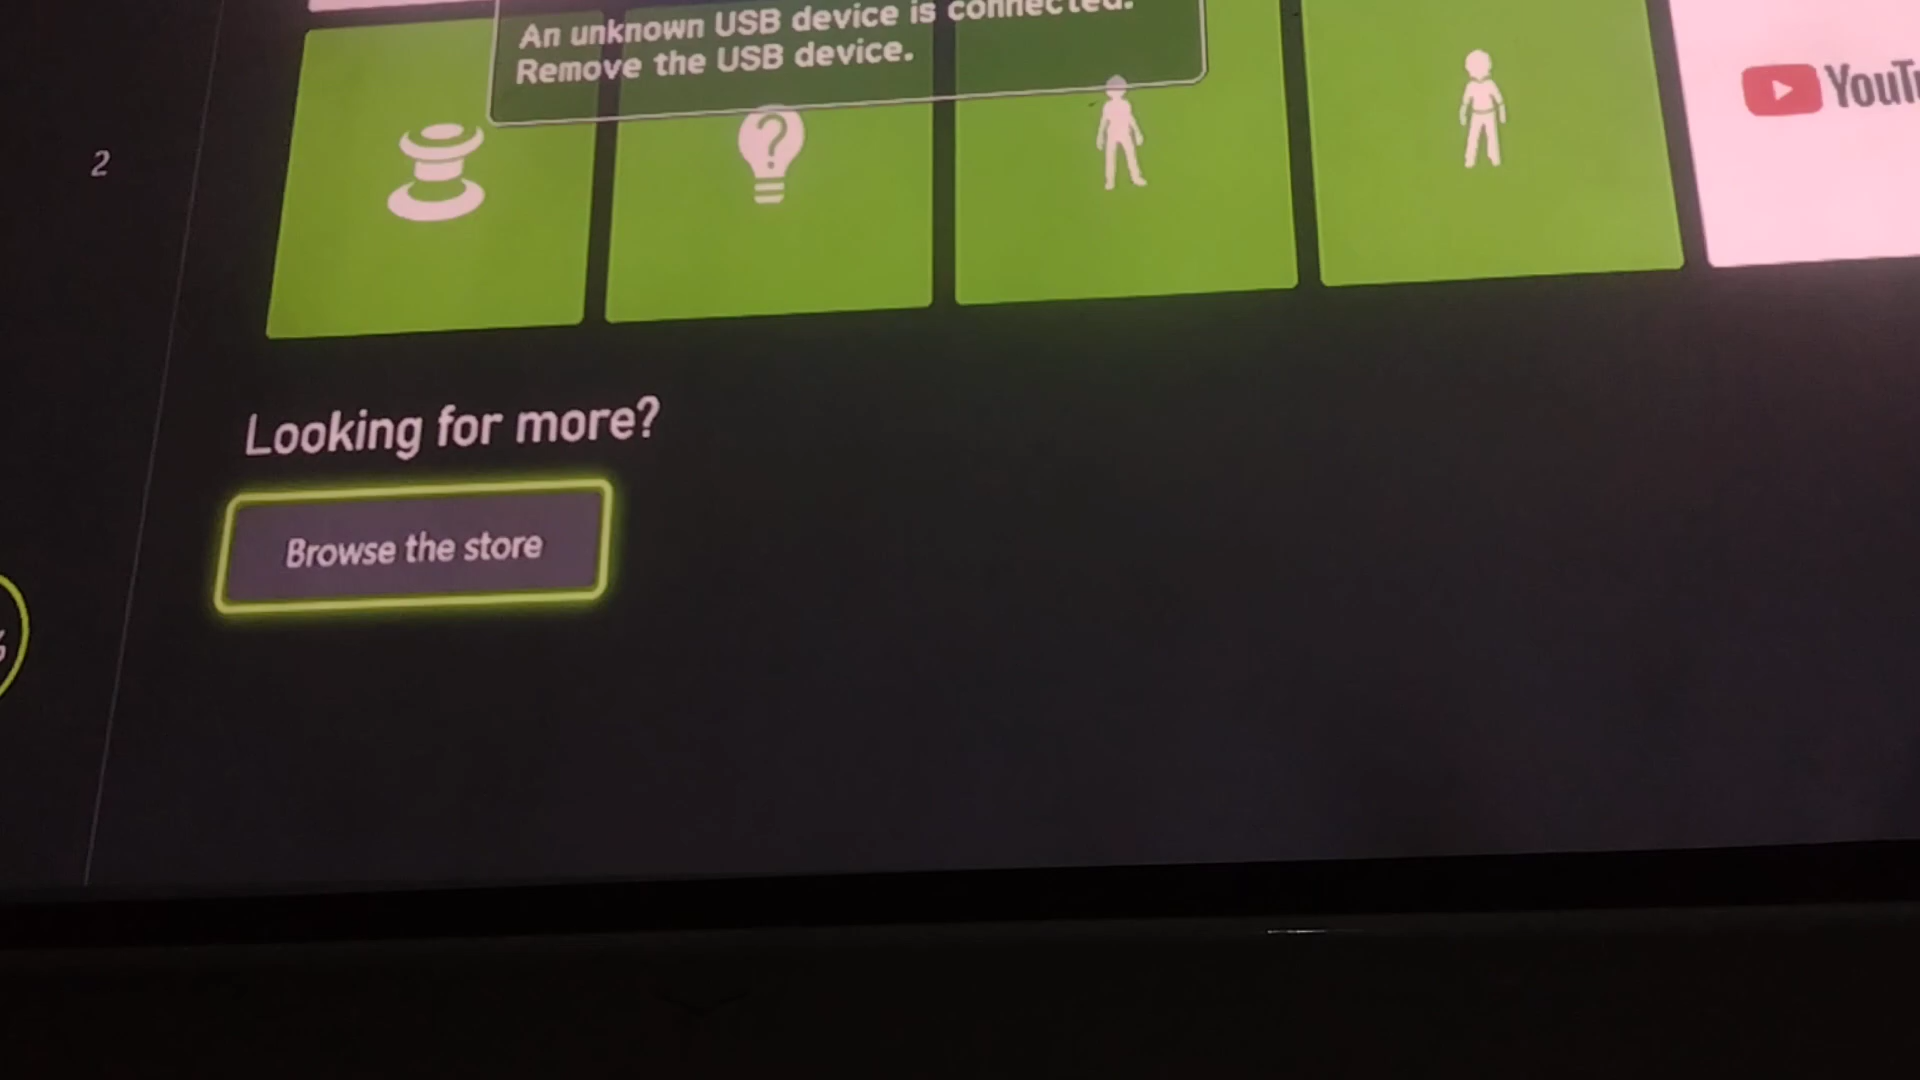 An unknown USB device is connected.
Remove the USB device.
2
Looking for more?
Browse the store